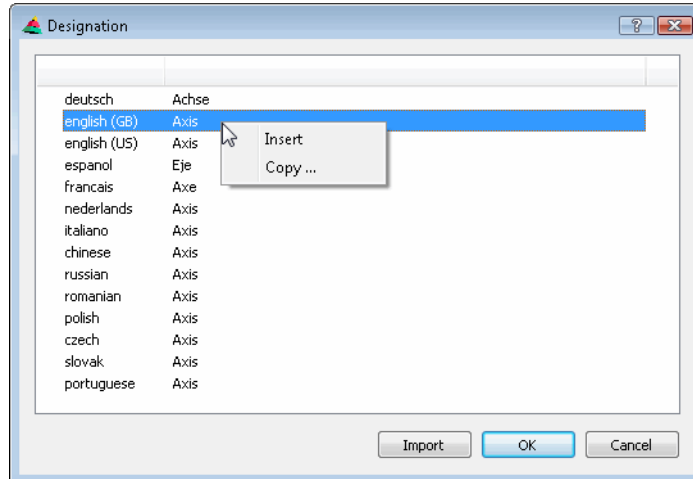 Designation
deutsch Achse
english (GB) Axis
english (US) Axis
espanol Eje
francais Axe
nederlands Axis
italiano Axis
chinese Axis
russian Axis
romanian Axis
polish Axis
czech Axis
slovak Axis
portuguese Axis
Insert
Copy ...
Import OK Cancel